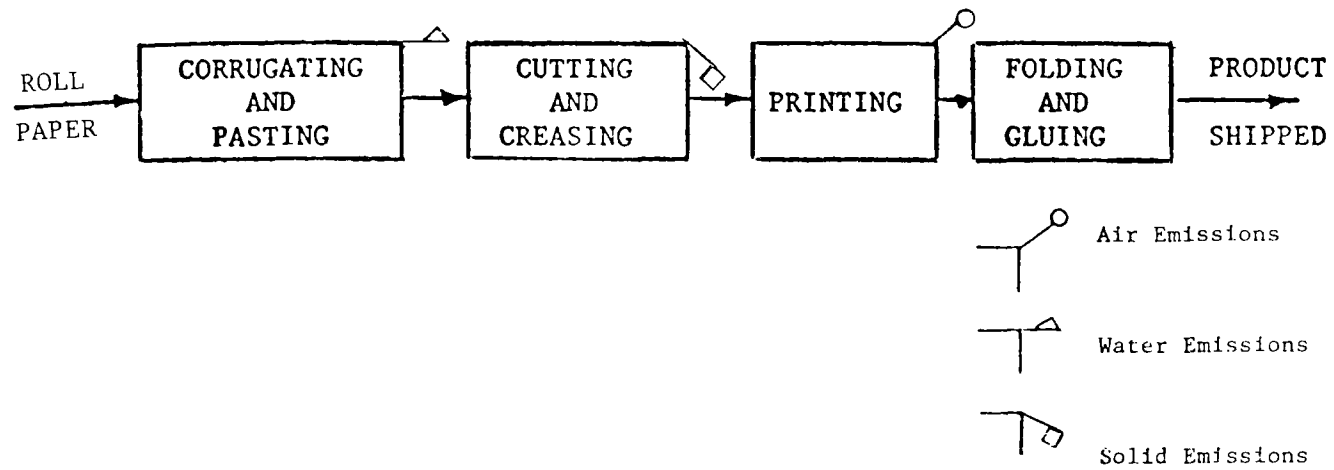 ROLL
PAPER
CORRUGATING
AND
PASTING
CUTTING
AND
CREASING
PRINTING
FOLDING
AND
GLUING
PRODUCT
SHIPPED
Air Emissions
Water Emissions
Solid Emissions